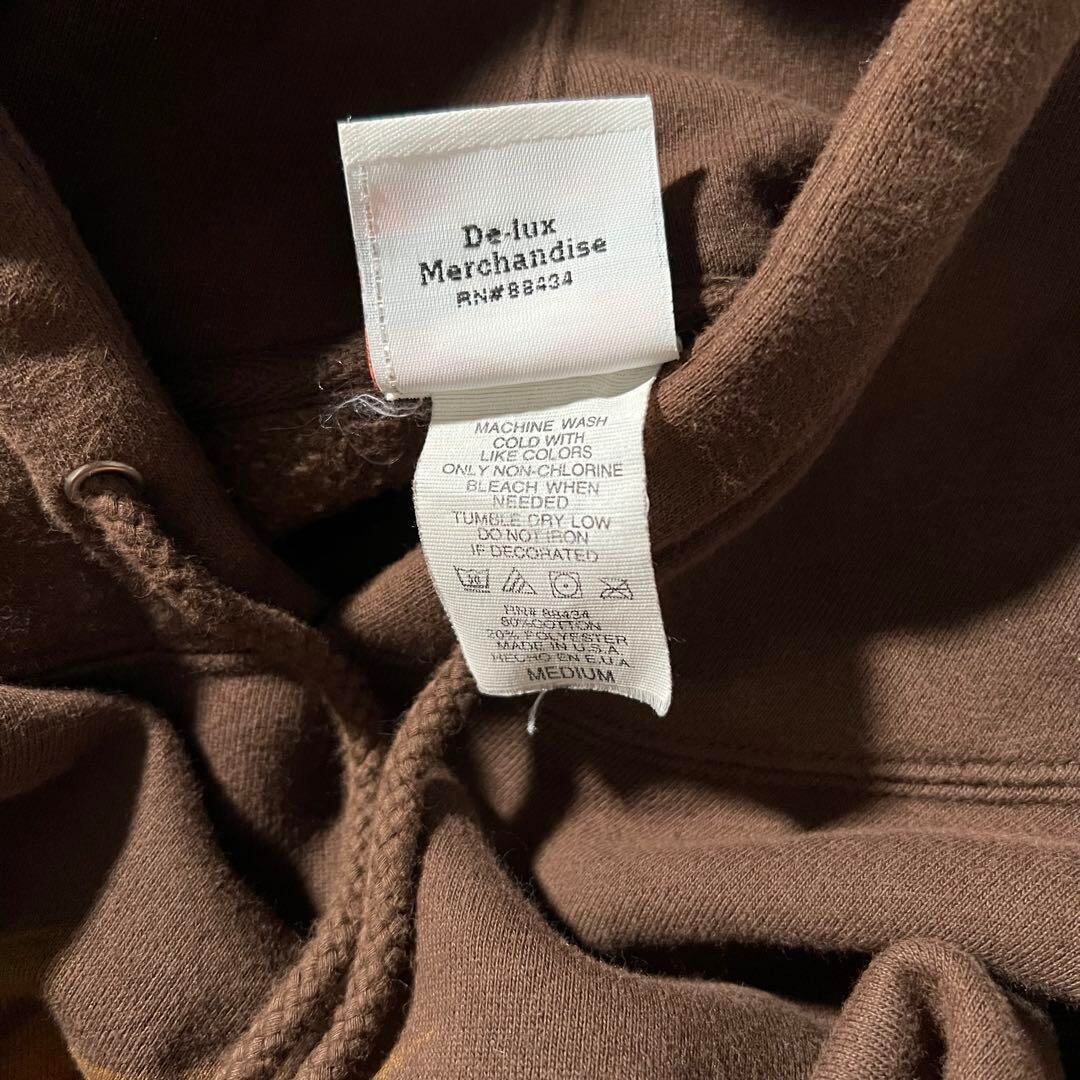 De-lux
Merchandise
RN#88434
MACHINE WASH
COLD WITH
LIKE COLORS
ONLY NON-CHLORINE
BLEACH WHEN
NEEDED
TUMBLE DRY LOW
DO NOT IRON
IF DECORATED
RN# 88434
80% COTTON
20% POLYESTER
MADE IN U.S.A
HECHO EN E.U.A
MEDIUM